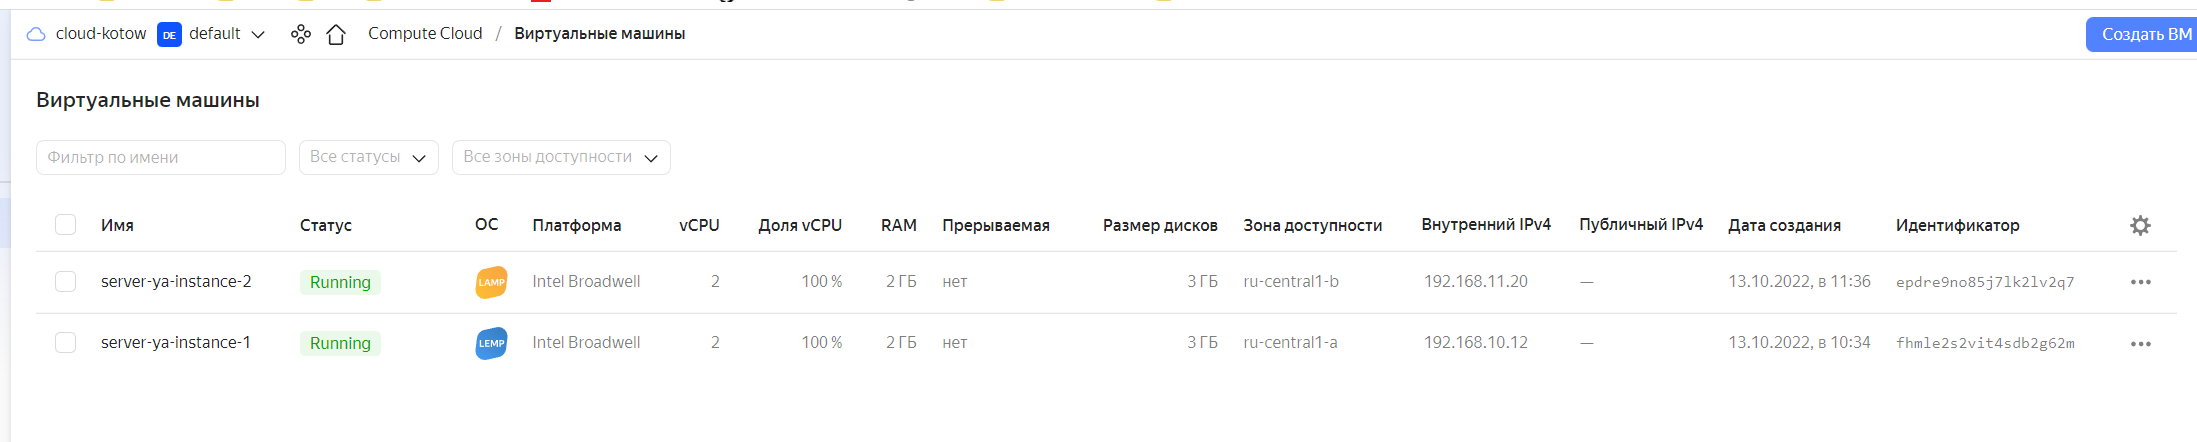 cloud-kotow DE default Compute Cloud / Виртуальные машины Создать ВМ
Виртуальные машины
Фильтр по имени Все статусы Все зоны доступности
Имя Статус ОС Платформа vCPU Доля vCPU RAM Прерываемая Размер дисков Зона доступности Внутренний IPv4 Публичный IPv4 Дата создания Идентификатор
server-ya-instance-2 Running LAMP Intel Broadwell 2 100 % 2 ГБ нет 3 ГБ ru-central1-b 192.168.11.20 — 13.10.2022, в 11:36 epdre9no85j7lk2lv2q7
server-ya-instance-1 Running LEMP Intel Broadwell 2 100 % 2 ГБ нет 3 ГБ ru-central1-a 192.168.10.12 — 13.10.2022, в 10:34 fhmle2s2vit4sdb2g62m